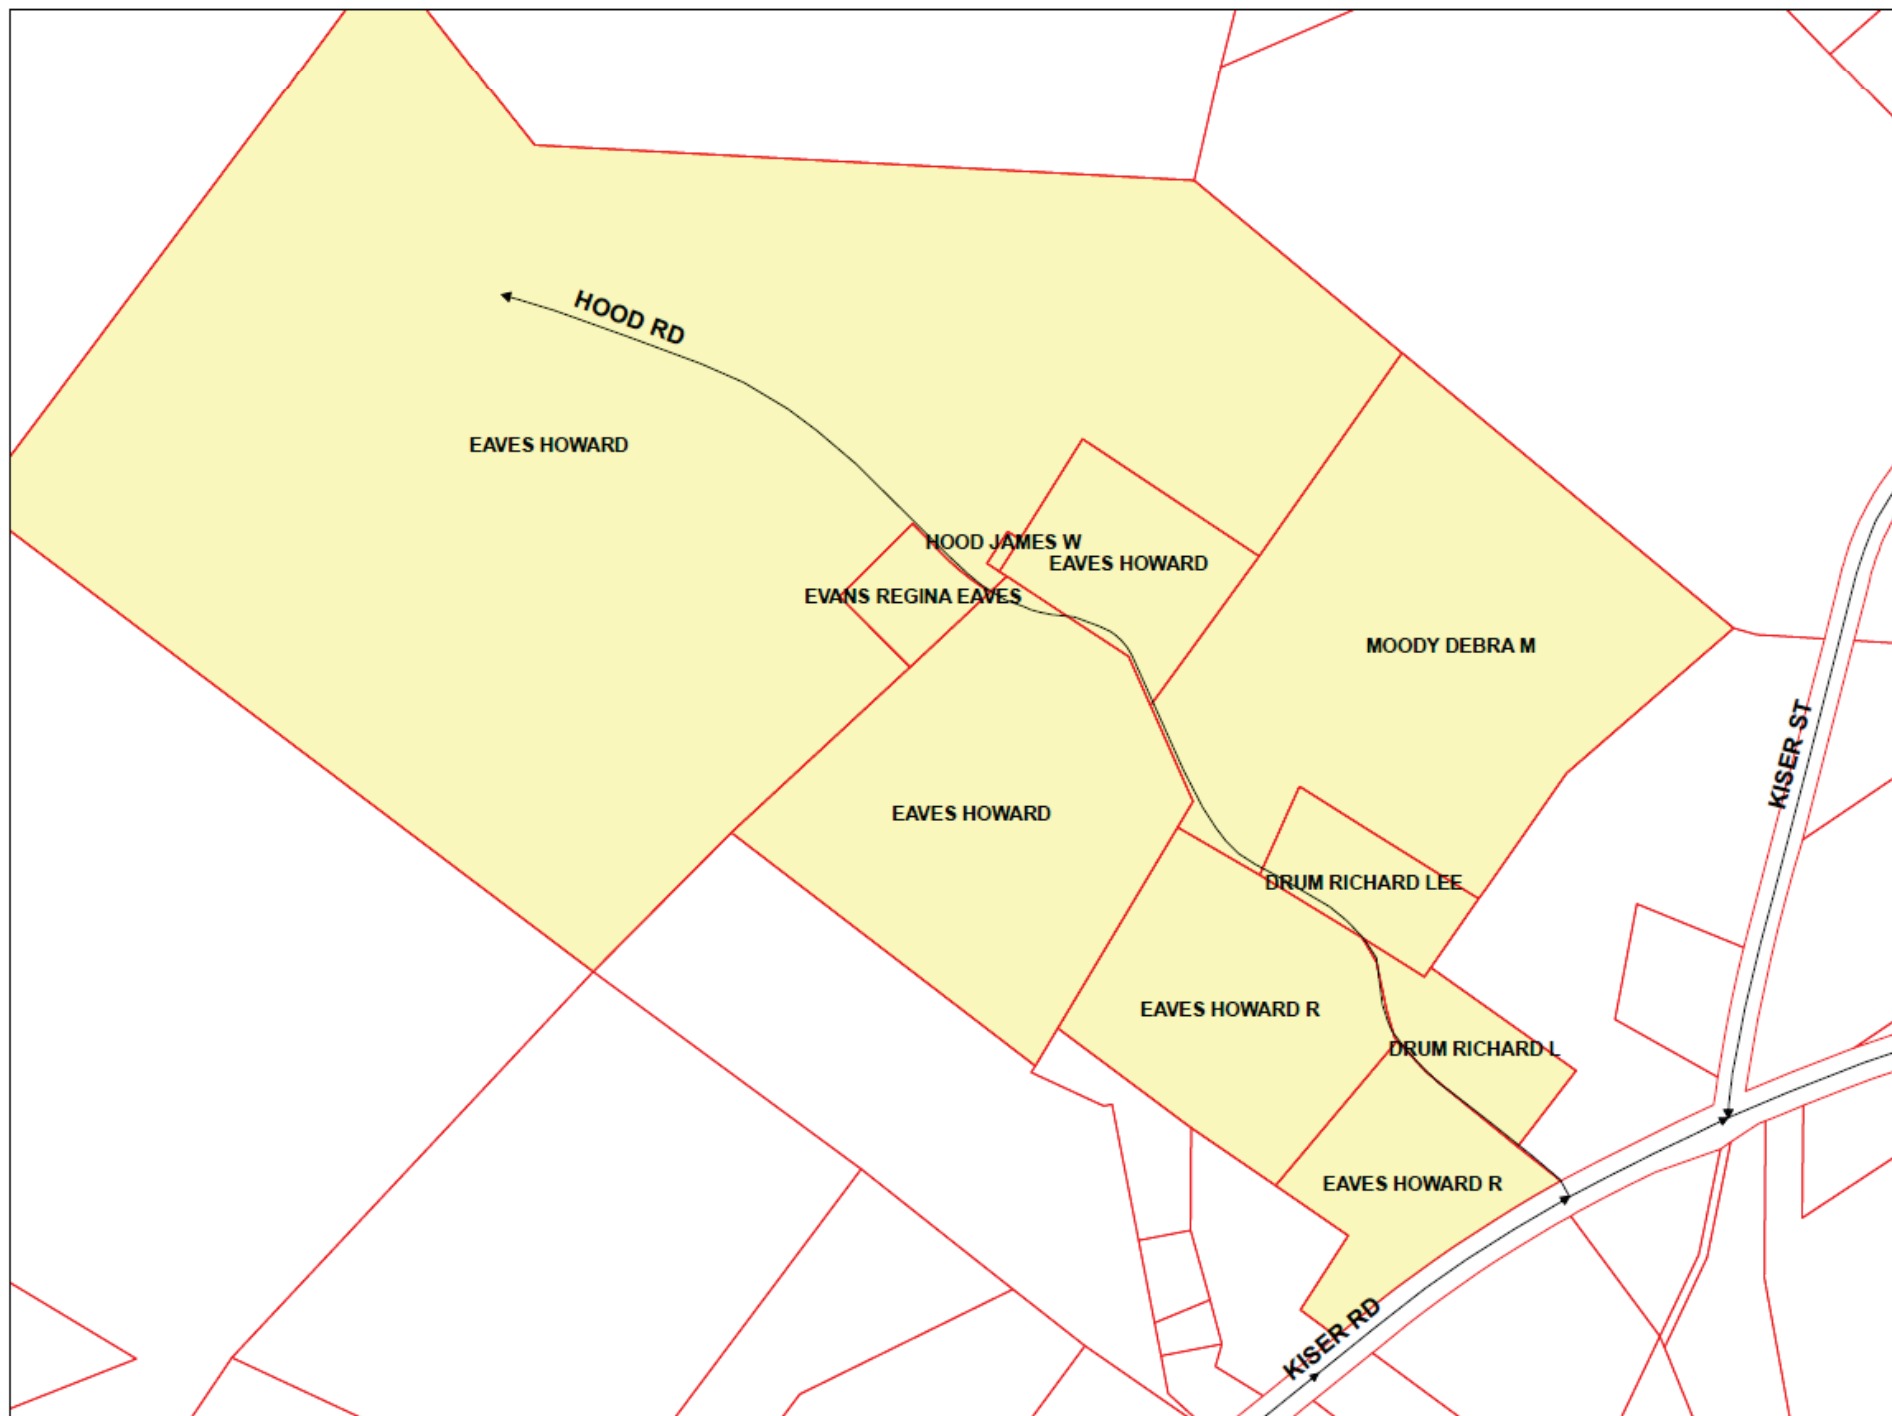 HOOD RD
EAVES HOWARD
HOOD JAMES W
EAVES HOWARD
EVANS REGINA EAVES
MOODY DEBRA M
KISER ST
EAVES HOWARD
DRUM RICHARD LEE
EAVES HOWARD R
DRUM RICHARD L
EAVES HOWARD R
KISER RD